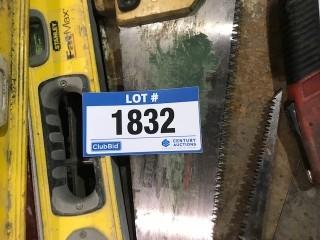 STANLEY
FatMax
LOT #
1832
ClubBid
CENTURY
AUCTIONS